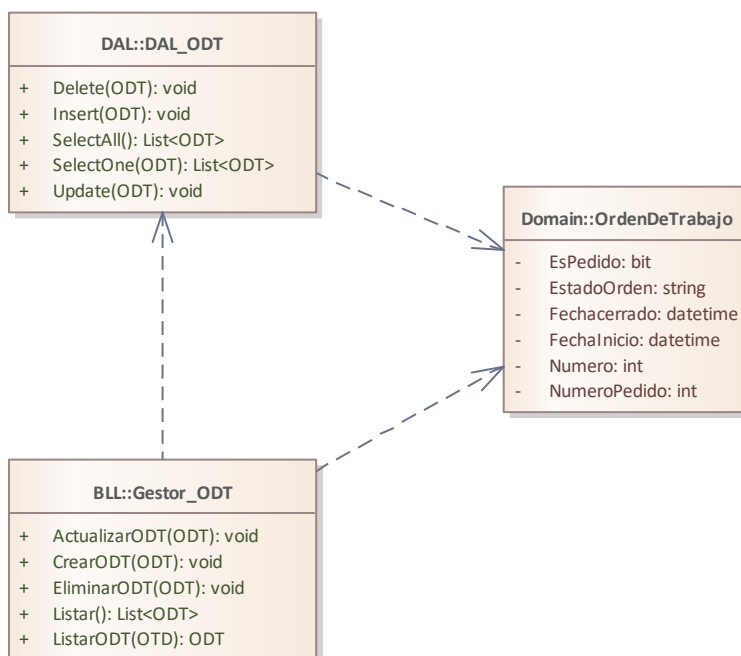 DAL::DAL_ODT
+ Delete(ODT): void
+ Insert(ODT): void
+ SelectAll(): List<ODT>
+ SelectOne(ODT): List<ODT>
+ Update(ODT): void
Domain::OrdenDeTrabajo
- EsPedido: bit
- EstadoOrden: string
- Fechacerrado: datetime
- FechaInicio: datetime
- Numero: int
- NumeroPedido: int
BLL::Gestor_ODT
+ ActualizarODT(ODT): void
+ CrearODT(ODT): void
+ EliminarODT(ODT): void
+ Listar(): List<ODT>
+ ListarODT(OTD): ODT